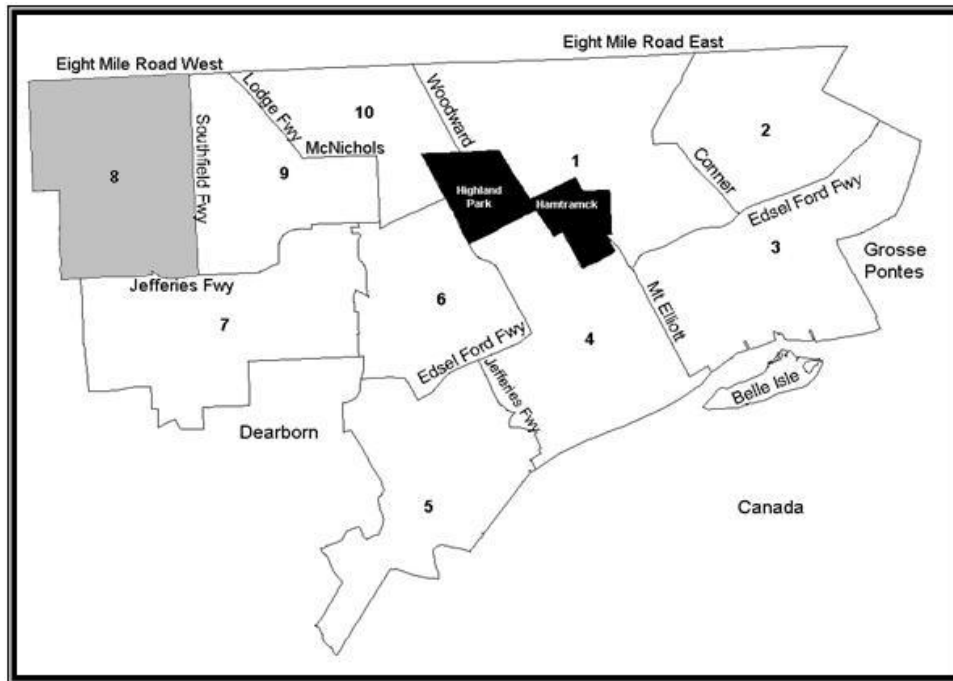 Eight Mile Road East
Eight Mile Road West
Lodge Fwy
Woodward
10
2
Southfield Fwy
McNichols
1
8
9
Conner
Highland
Park
Hamtramck
Edsel Ford Fwy
3
Grosse
Pontes
Jefferies Fwy
6
Mt Elliott
7
Edsel Ford Fwy
4
Jefferies Fwy
Belle Isle
Dearborn
5
Canada